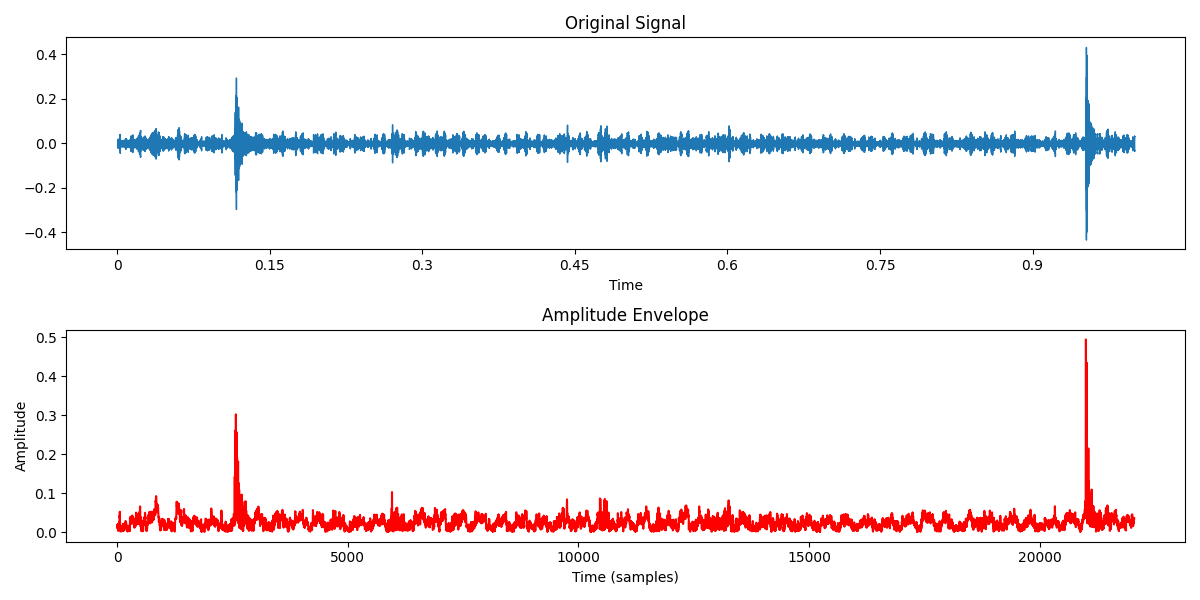 Original Signal
0.4
0.2
0.0
−0.2
−0.4
0 0.15 0.3 0.45 0.6 0.75 0.9
Time
Amplitude Envelope
0.5
0.4
0.3
0.2
0.1
0.0
Amplitude
0 5000 10000 15000 20000
Time (samples)